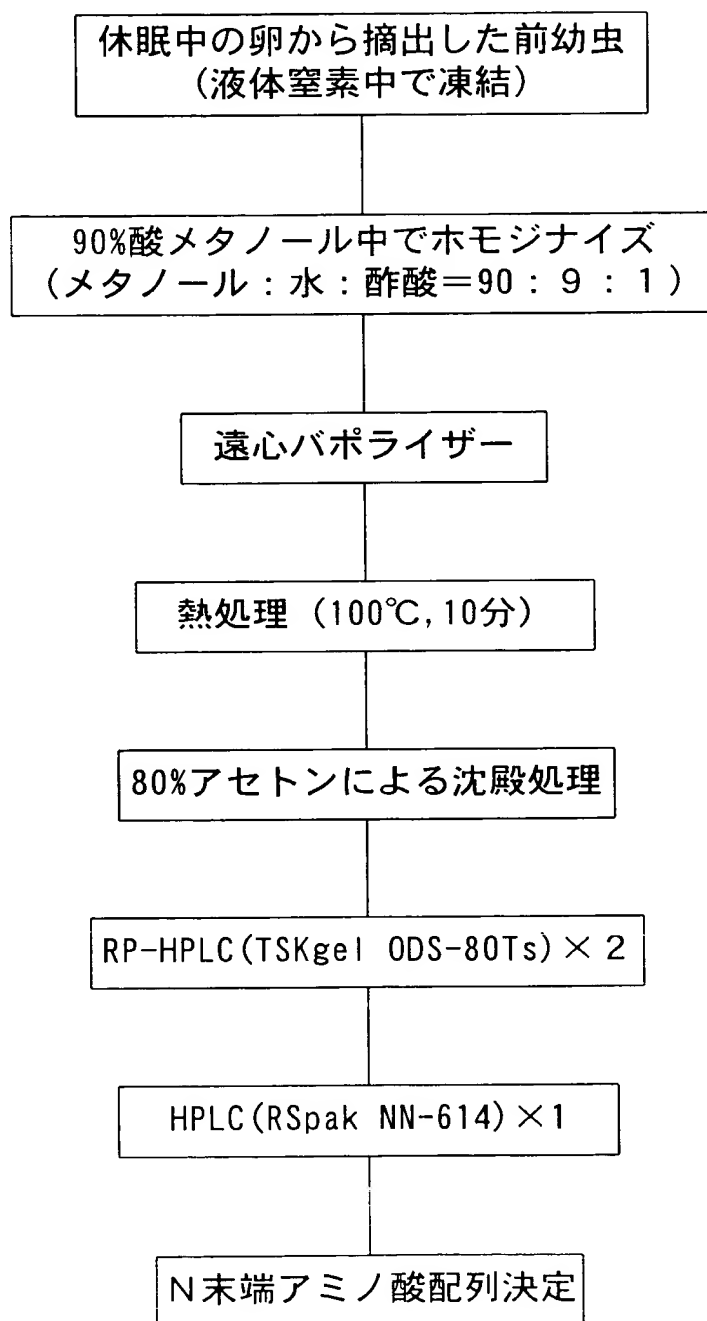 休眠中の卵から摘出した前幼虫
(液体窒素中で凍結)
90%酸メタノール中でホモジナイズ
(メタノール:水:酢酸=90:9:1)
遠心バポライザー
熱処理 (100℃,10分)
80%アセトンによる沈殿処理
RP-HPLC(TSKgel ODS-80Ts)×2
HPLC(RSpak NN-614)×1
N末端アミノ酸配列決定